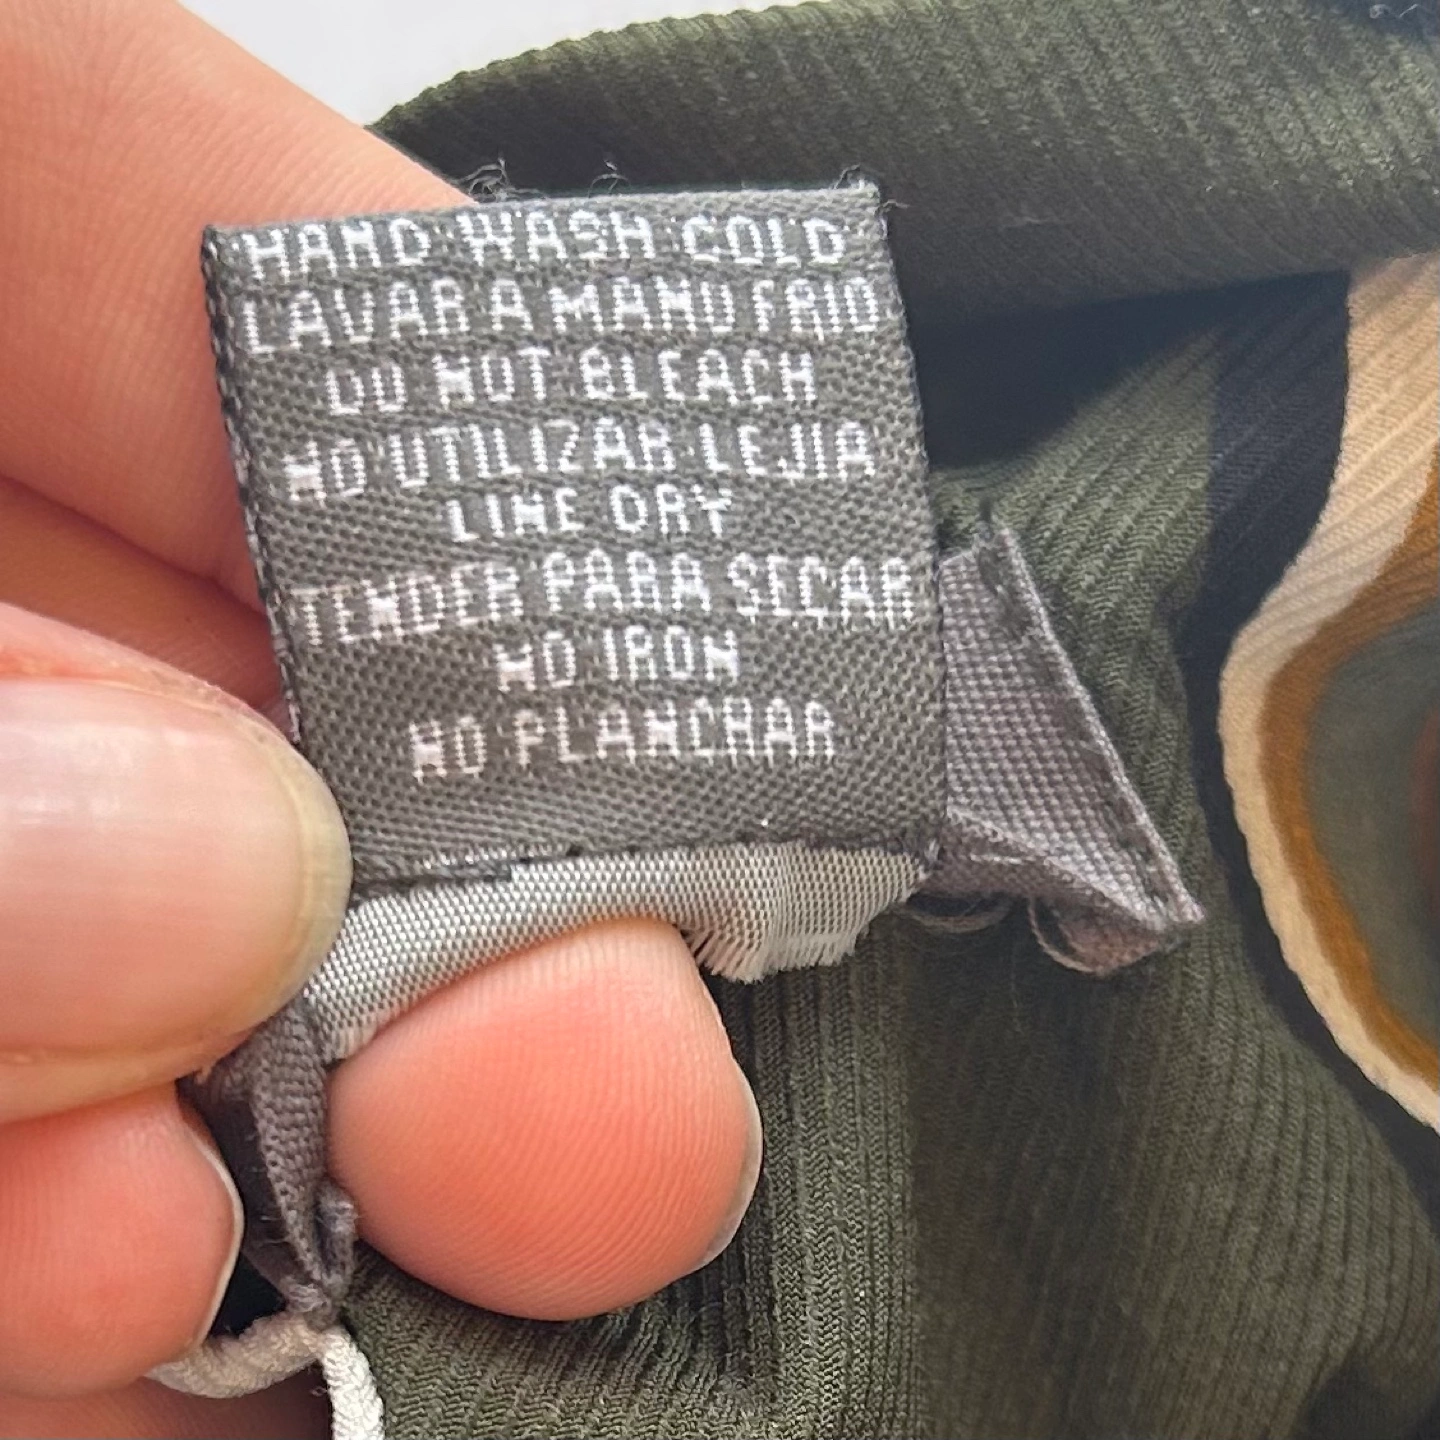 HAND WASH COLD
LAVAR A MANO FRIO
DO NOT BLEACH
NO UTILIZAR LEJIA
LINE DRY
TENDER PARA SECAR
NO IRON
NO PLANCHAR